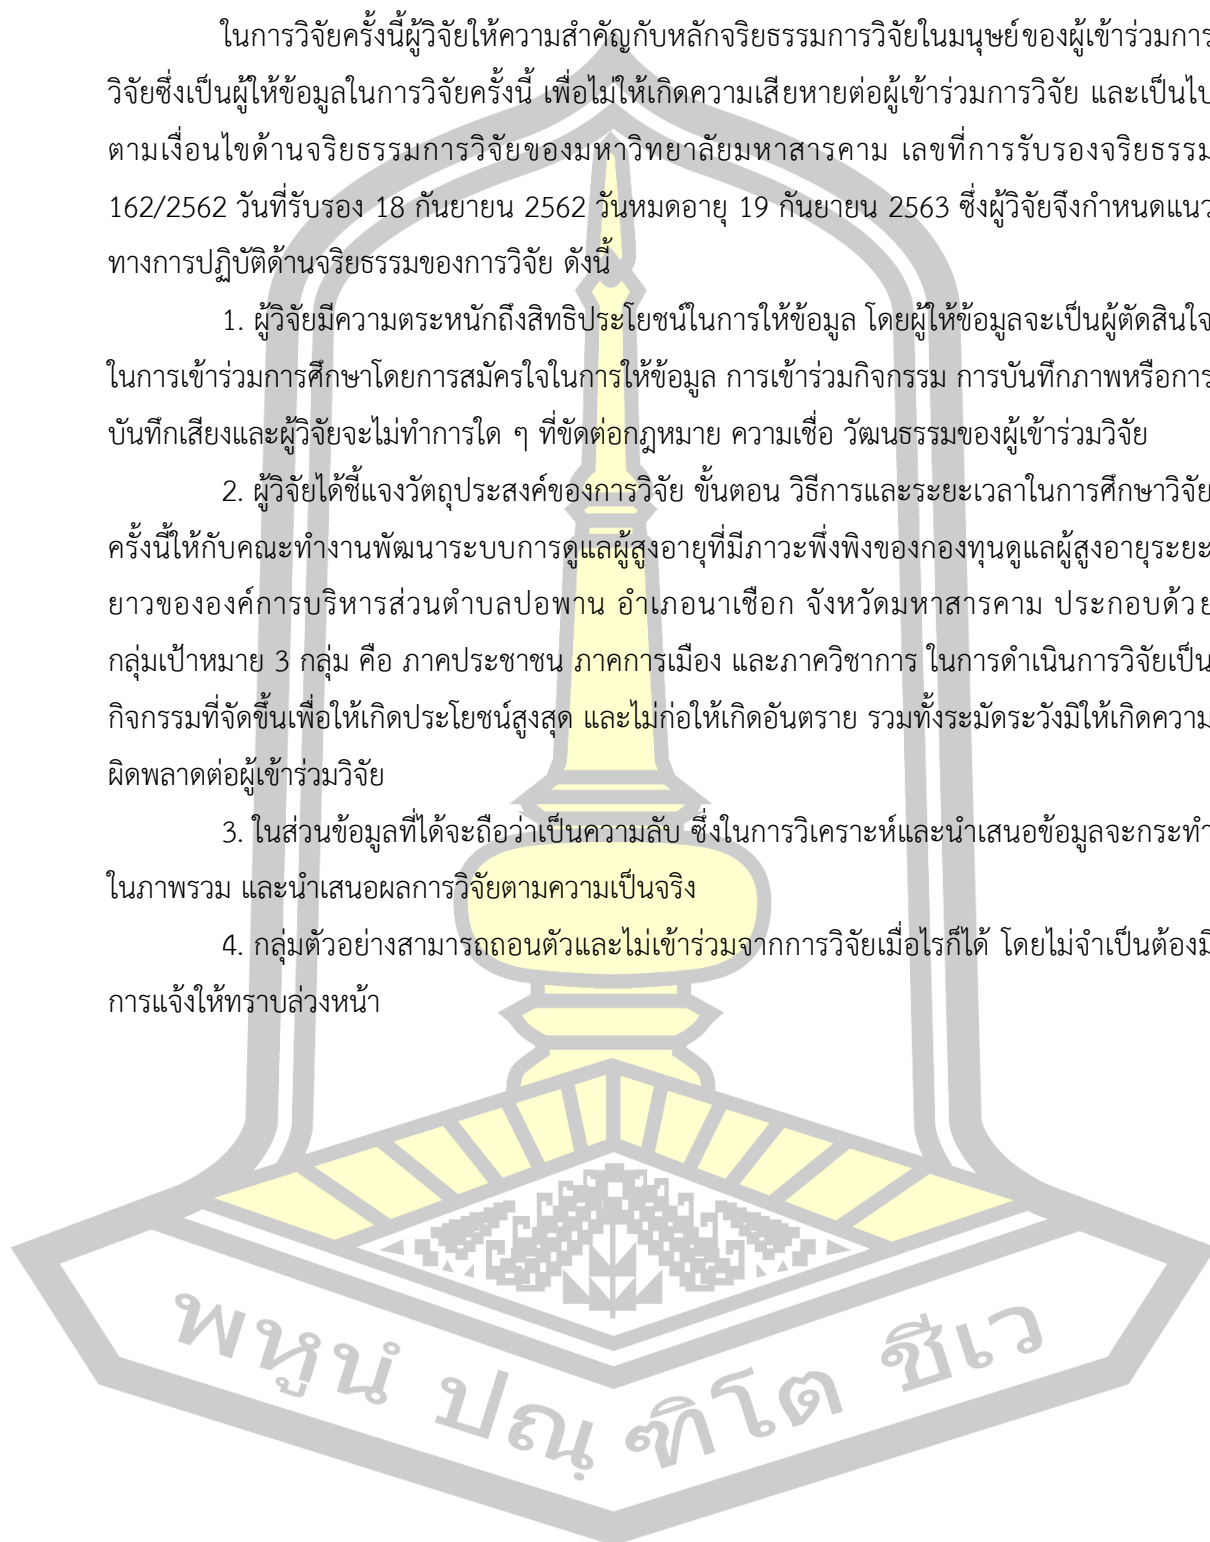 ในการวิจัยครั้งนี้ผู้วิจัยให้ความสำคัญกับหลักจริยธรรมการวิจัยในมนุษย์ของผู้เข้าร่วมการ
วิจัยซึ่งเป็นผู้ให้ข้อมูลในการวิจัยครั้งนี้ เพื่อไม่ให้เกิดความเสียหายต่อผู้เข้าร่วมการวิจัย และเป็นไป
ตามเงื่อนไขด้านจริยธรรมการวิจัยของมหาวิทยาลัยมหาสารคาม เลขที่การรับรองจริยธรรม
162/2562 วันที่รับรอง 18 กันยายน 2562 วันหมดอายุ 19 กันยายน 2563 ซึ่งผู้วิจัยจึงกำหนดแนว
ทางการปฏิบัติด้านจริยธรรมของการวิจัย ดังนี้
1. ผู้วิจัยมีความตระหนักถึงสิทธิประโยชน์ในการให้ข้อมูล โดยผู้ให้ข้อมูลจะเป็นผู้ตัดสินใจ
ในการเข้าร่วมการศึกษาโดยการสมัครใจในการให้ข้อมูล การเข้าร่วมกิจกรรม การบันทึกภาพหรือการ
บันทึกเสียงและผู้วิจัยจะไม่ทำการใด ๆ ที่ขัดต่อกฎหมาย ความเชื่อ วัฒนธรรมของผู้เข้าร่วมวิจัย
2. ผู้วิจัยได้ชี้แจงวัตถุประสงค์ของการวิจัย ขั้นตอน วิธีการและระยะเวลาในการศึกษาวิจัย
ครั้งนี้ให้กับคณะทำงานพัฒนาระบบการดูแลผู้สูงอายุที่มีภาวะพึ่งพิงของกองทุนดูแลผู้สูงอายุระยะ
ยาวขององค์การบริหารส่วนตำบลปอพาน อำเภอนาเชือก จังหวัดมหาสารคาม ประกอบด้วย
กลุ่มเป้าหมาย 3 กลุ่ม คือ ภาคประชาชน ภาคการเมือง และภาควิชาการ ในการดำเนินการวิจัยเป็น
กิจกรรมที่จัดขึ้นเพื่อให้เกิดประโยชน์สูงสุด และไม่ก่อให้เกิดอันตราย รวมทั้งระมัดระวังมิให้เกิดความ
ผิดพลาดต่อผู้เข้าร่วมวิจัย
3. ในส่วนข้อมูลที่ได้จะถือว่าเป็นความลับ ซึ่งในการวิเคราะห์และนำเสนอข้อมูลจะกระทำ
ในภาพรวม และนำเสนอผลการวิจัยตามความเป็นจริง
4. กลุ่มตัวอย่างสามารถถอนตัวและไม่เข้าร่วมจากการวิจัยเมื่อไรก็ได้ โดยไม่จำเป็นต้องมี
การแจ้งให้ทราบล่วงหน้า
พหูนํ ปณฺฑิโต ชีเว